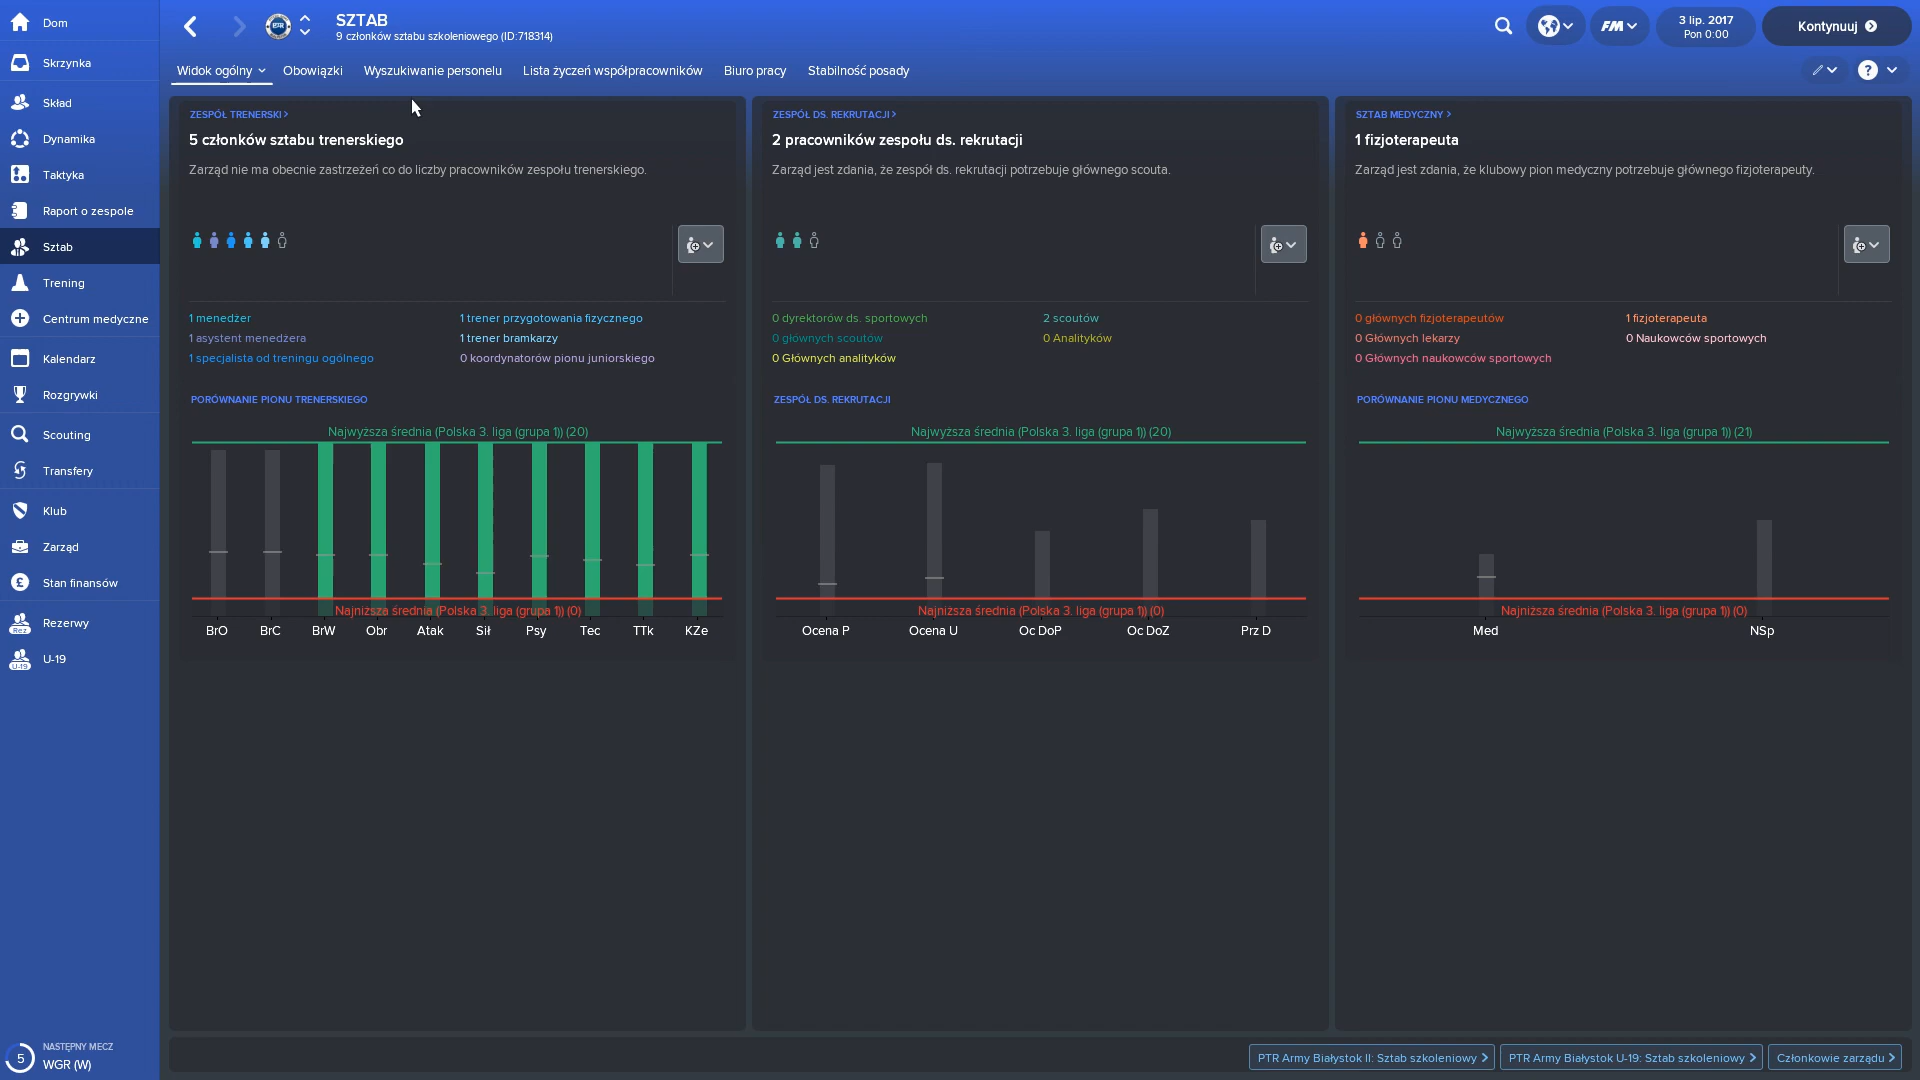 Dom
Skrzynka
Skład
Dynamika
Taktyka
Raport o zespole
Sztab
Trening
Centrum medyczne
Kalendarz
Rozgrywki
Scouting
Transfery
Klub
Zarząd
Stan finansów
Rez
Rezerwy
U-19
U-19
5
NASTĘPNY MECZ
WGR (W)
PTR
SZTAB
9 członków sztabu szkoleniowego (ID:718314)
FM
3 lip. 2017
Pon 0:00
Kontynuuj
Widok ogólny
Obowiązki
Wyszukiwanie personelu
Lista życzeń współpracowników
Biuro pracy
Stabilność posady
?
ZESPÓŁ TRENERSKI >
5 członków sztabu trenerskiego
Zarząd nie ma obecnie zastrzeżeń co do liczby pracowników zespołu trenerskiego.
1 menedżer
1 asystent menedżera
1 specjalista od treningu ogólnego
1 trener przygotowania fizycznego
1 trener bramkarzy
0 koordynatorów pionu juniorskiego
PORÓWNANIE PIONU TRENERSKIEGO
Najwyższa średnia (Polska 3. liga (grupa 1)) (20)
Najniższa średnia (Polska 3. liga (grupa 1)) (0)
BrO BrC BrW Obr Atak Sił Psy Tec TTk KZe
ZESPÓŁ DS. REKRUTACJI >
2 pracowników zespołu ds. rekrutacji
Zarząd jest zdania, że zespół ds. rekrutacji potrzebuje głównego scouta.
0 dyrektorów ds. sportowych
0 głównych scoutów
0 Głównych analityków
2 scoutów
0 Analityków
ZESPÓŁ DS. REKRUTACJI
Najwyższa średnia (Polska 3. liga (grupa 1)) (20)
Najniższa średnia (Polska 3. liga (grupa 1)) (0)
Ocena P Ocena U Oc DoP Oc DoZ Prz D
SZTAB MEDYCZNY >
1 fizjoterapeuta
Zarząd jest zdania, że klubowy pion medyczny potrzebuje głównego fizjoterapeuty.
0 głównych fizjoterapeutów
0 Głównych lekarzy
0 Głównych naukowców sportowych
1 fizjoterapeuta
0 Naukowców sportowych
PORÓWNANIE PIONU MEDYCZNEGO
Najwyższa średnia (Polska 3. liga (grupa 1)) (21)
Najniższa średnia (Polska 3. liga (grupa 1)) (0)
Med NSp
PTR Army Białystok II: Sztab szkoleniowy >
PTR Army Białystok U-19: Sztab szkoleniowy >
Członkowie zarządu >